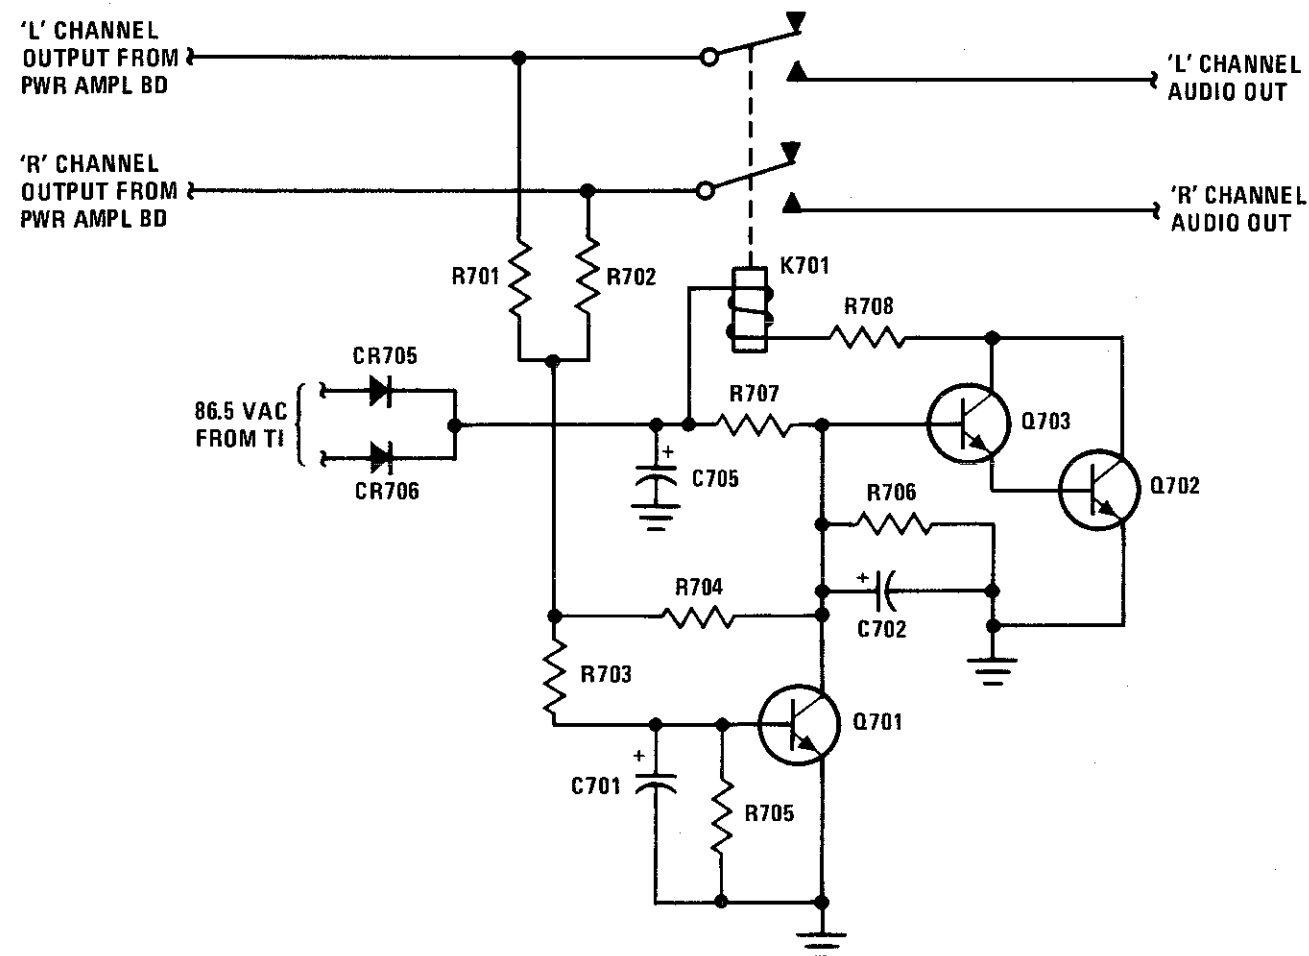 'L' CHANNEL
OUTPUT FROM
PWR AMPL BD
'L' CHANNEL
AUDIO OUT
'R' CHANNEL
OUTPUT FROM
PWR AMPL BD
'R' CHANNEL
AUDIO OUT
R701
R702
K701
R708
CR705
86.5 VAC
FROM TI
CR706
R707
Q703
+
C705
R706
Q702
R704
+
C702
R703
Q701
+
C701
R705